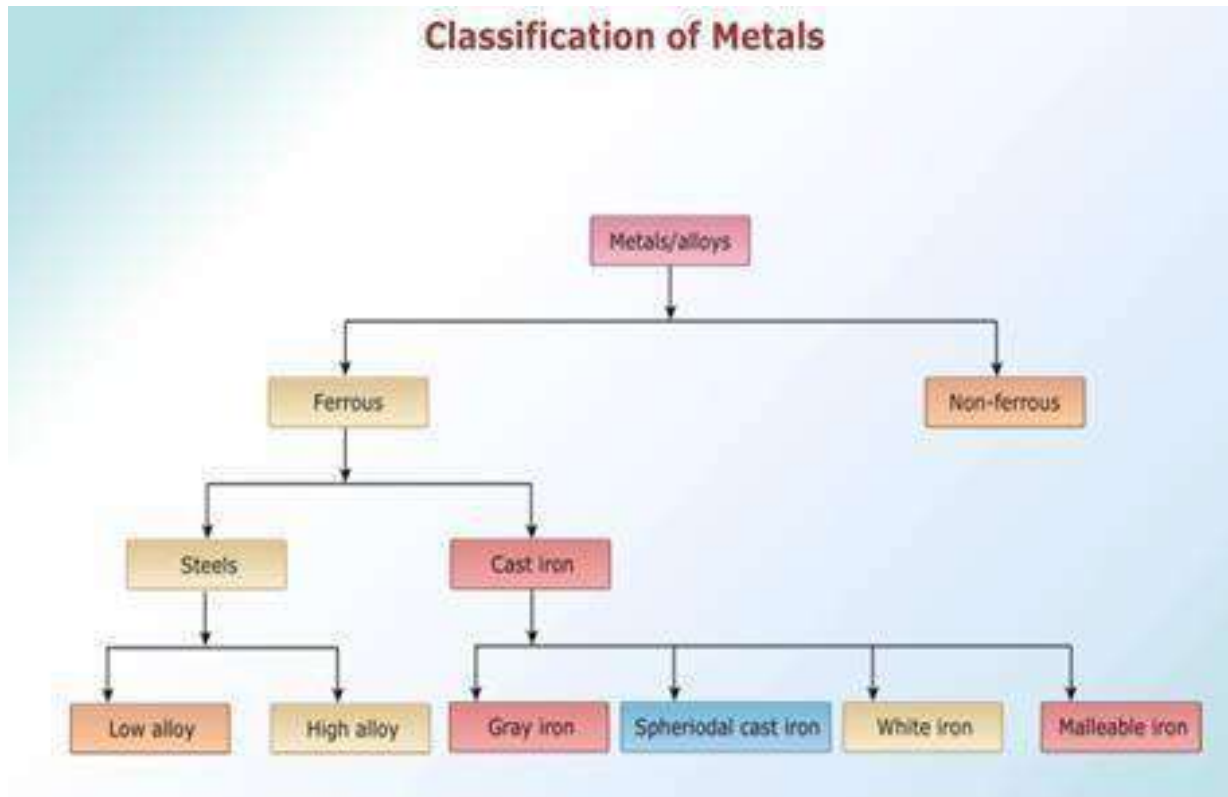 Classification of Metals
Metals/alloys
Ferrous
Non-ferrous
Steels
Cast iron
Low alloy
High alloy
Gray iron
Spheriodal cast iron
White iron
Malleable iron